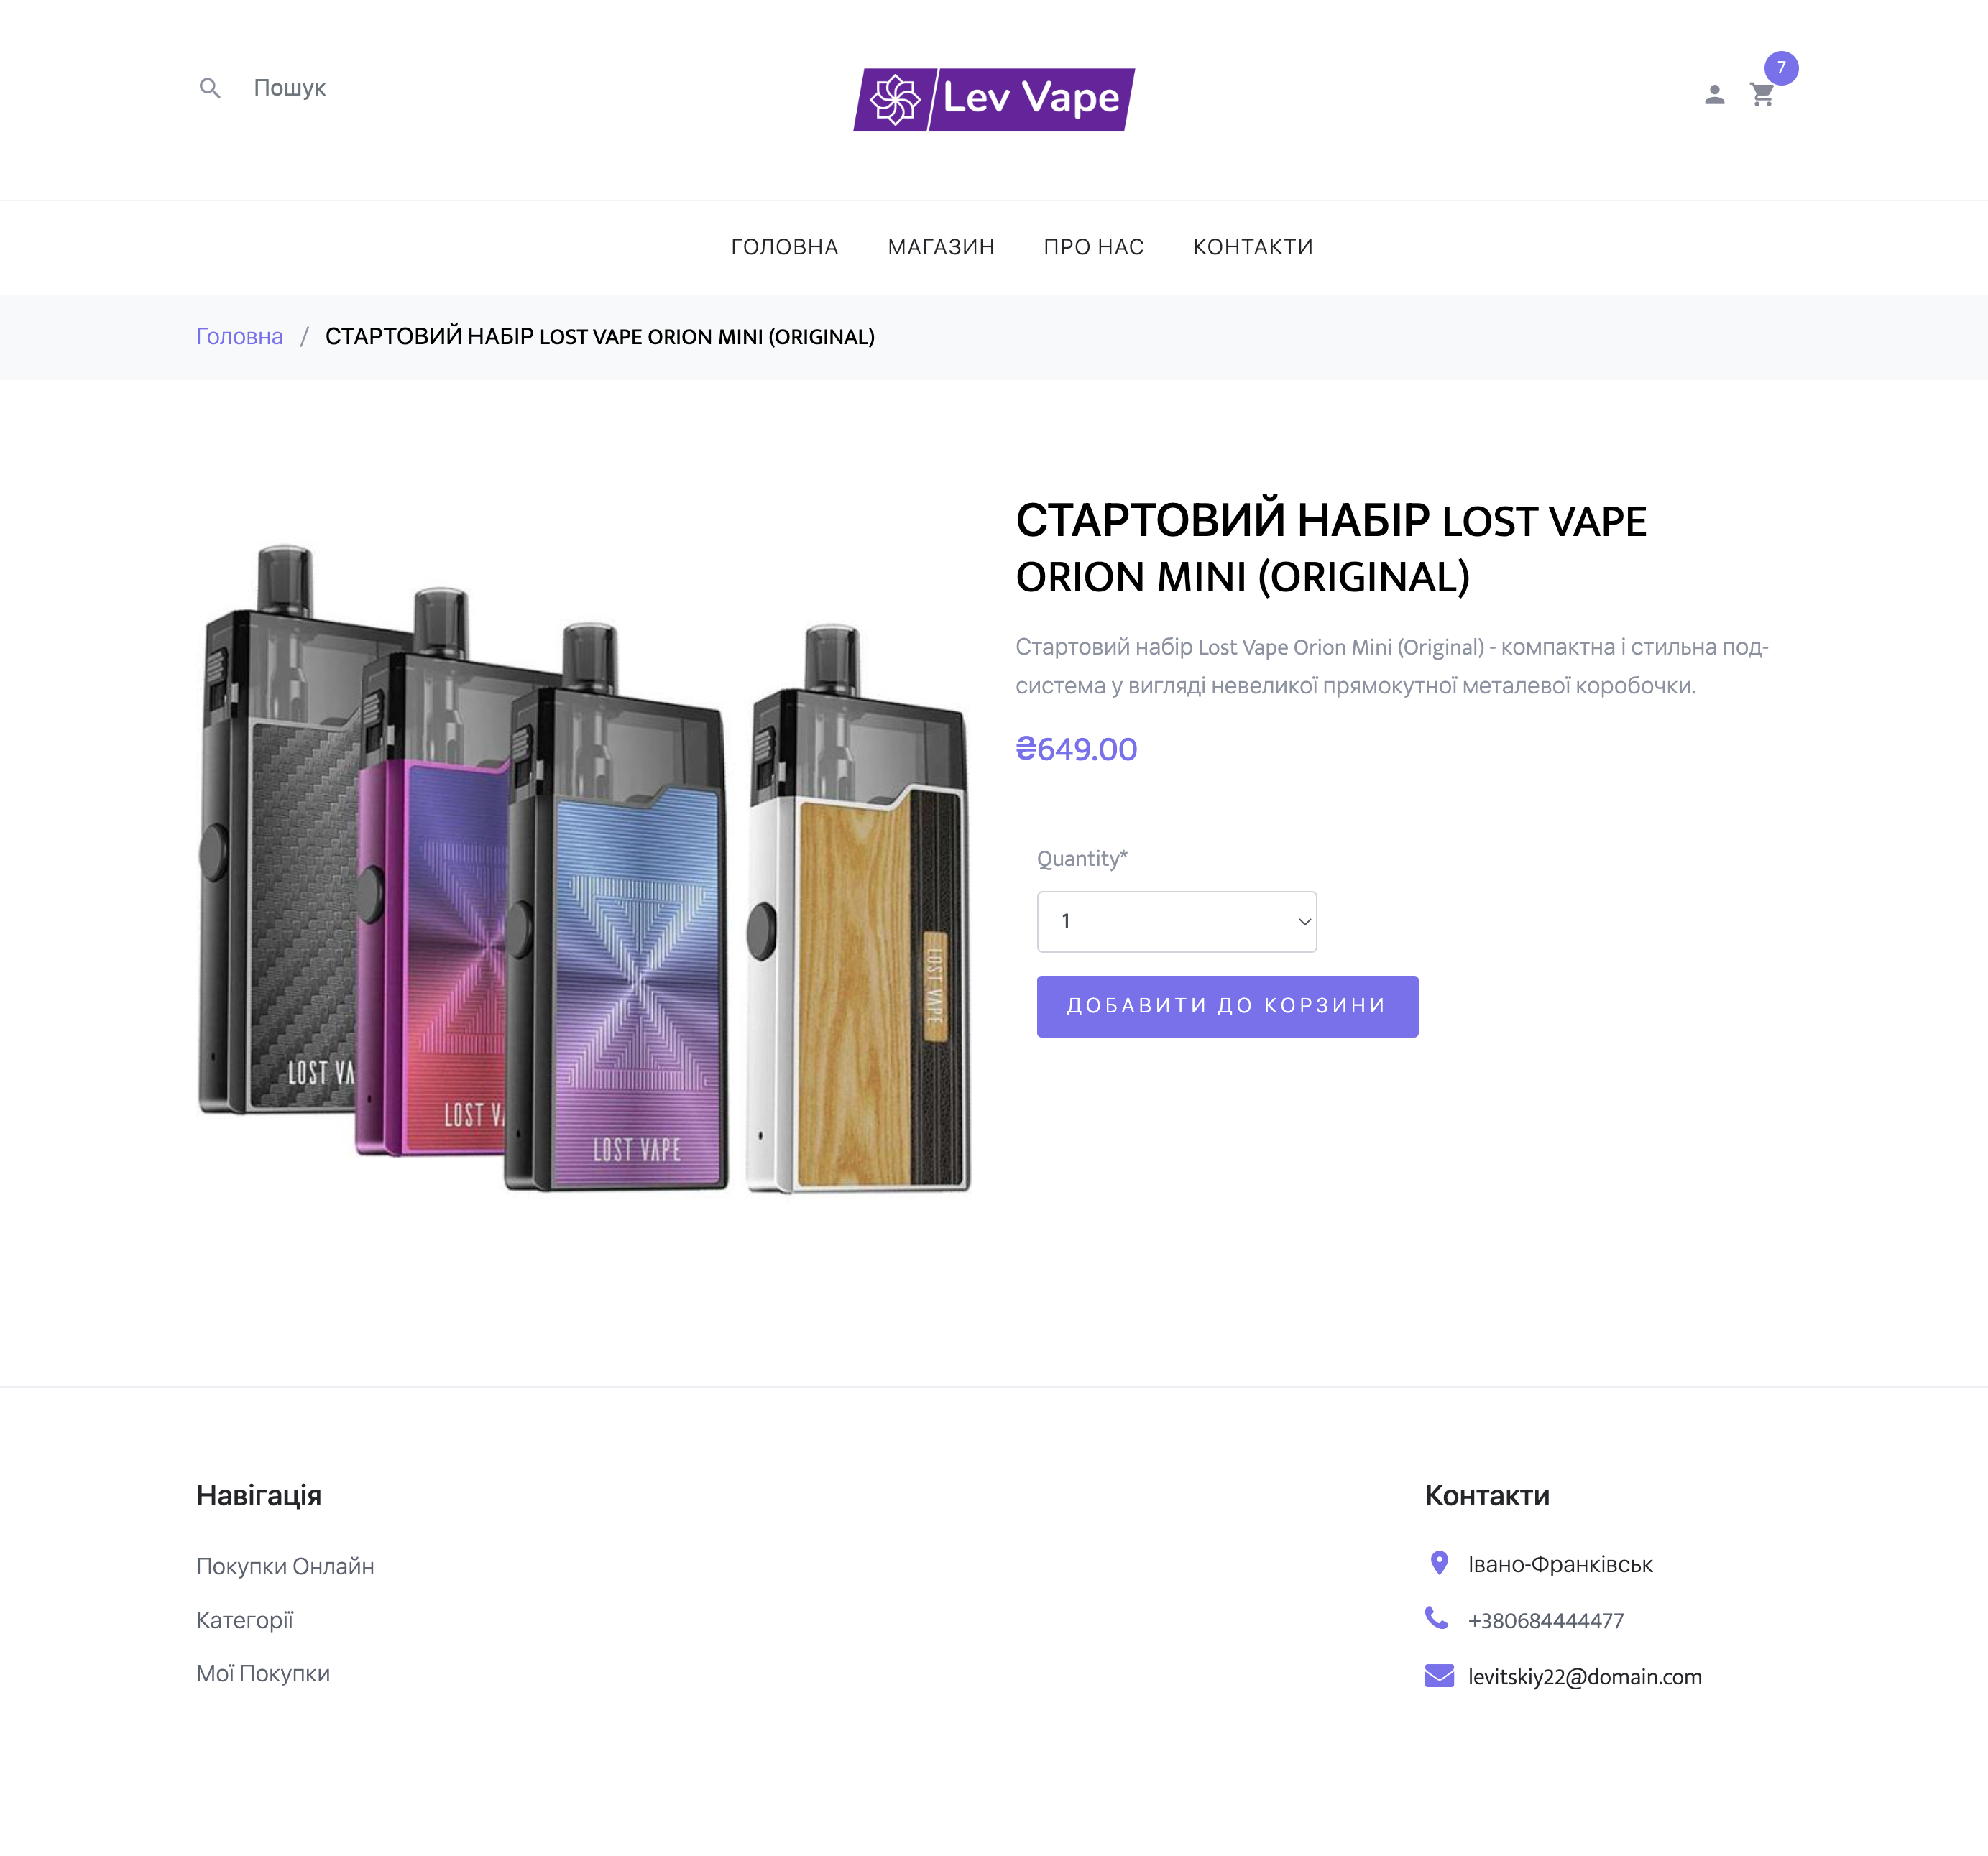 Пошук
Lev Vape
7
ГОЛОВНА МАГАЗИН ПРО НАС КОНТАКТИ
Головна / СТАРТОВИЙ НАБІР LOST VAPE ORION MINI (ORIGINAL)
СТАРТОВИЙ НАБІР LOST VAPE
ORION MINI (ORIGINAL)
Стартовий набір Lost Vape Orion Mini (Original) - компактна і стильна под-
система у вигляді невеликої прямокутної металевої коробочки.
₴649.00
Quantity*
1
ДОБАВИТИ ДО КОРЗИНИ
LOST VA
LOST V
LOST VAPE
LOST VAPE
Навігація
Покупки Онлайн
Категорії
Мої Покупки
Контакти
Івано-Франківськ
+380684444477
levitskiy22@domain.com